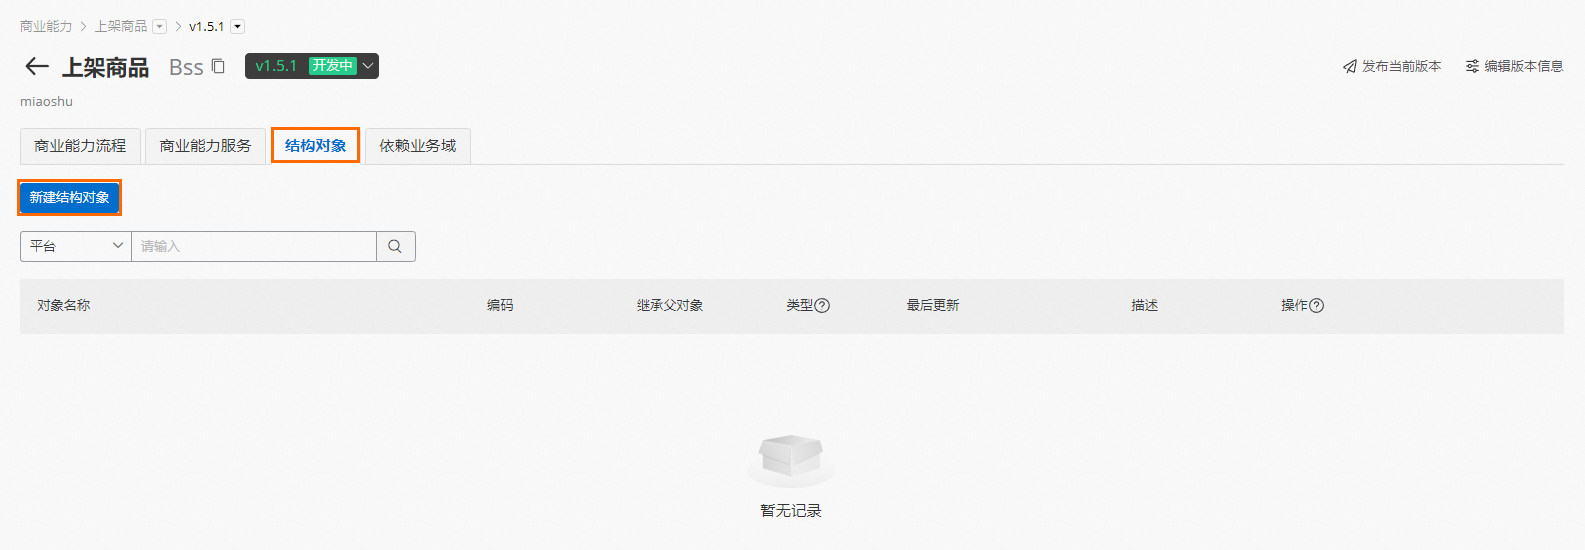 商业能力 > 上架商品 > v1.5.1
上架商品 Bss v1.5.1 开发中 发布当前版本 编辑版本信息
miaoshu
商业能力流程 商业能力服务 结构对象 依赖业务域
新建结构对象
平台 请输入
对象名称 编码 继承父对象 类型 最后更新 描述 操作
暂无记录